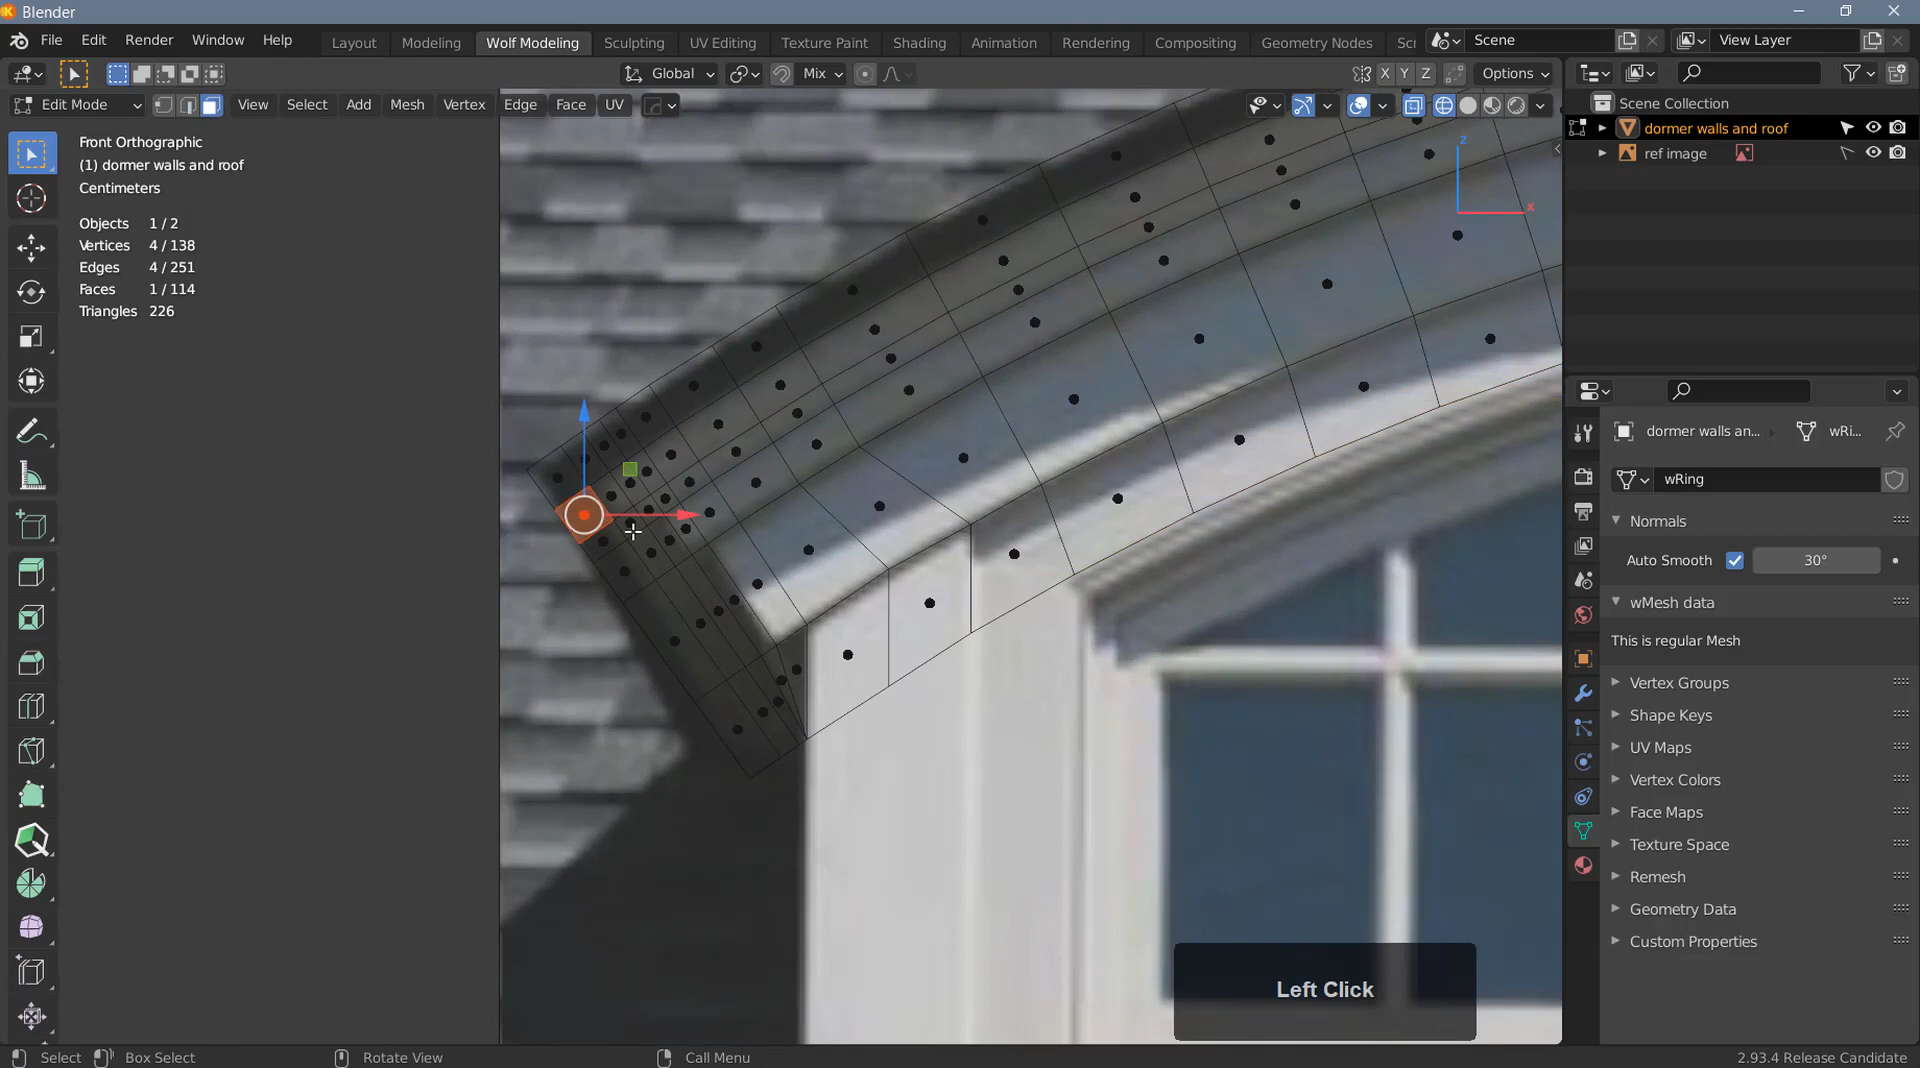 Blender
File Edit Render Window Help Layout Modeling Wolf Modeling Sculpting UV Editing Texture Paint Shading Animation Rendering Compositing Geometry Nodes Scene View Layer
Global Mix X Y Z Options
Edit Mode View Select Add Mesh Vertex Edge Face UV
Scene Collection
dormer walls and roof
ref image
Front Orthographic
(1) dormer walls and roof
Centimeters
Objects 1 / 2
Vertices 4 / 138
Edges 4 / 251
Faces 1 / 114
Triangles 226
z
x
dormer walls an... wRi...
wRing
Normals
Auto Smooth 30°
wMesh data
This is regular Mesh
Vertex Groups
Shape Keys
UV Maps
Vertex Colors
Face Maps
Texture Space
Remesh
Geometry Data
Custom Properties
Left Click
Select Box Select Rotate View Call Menu 2.93.4 Release Candidate